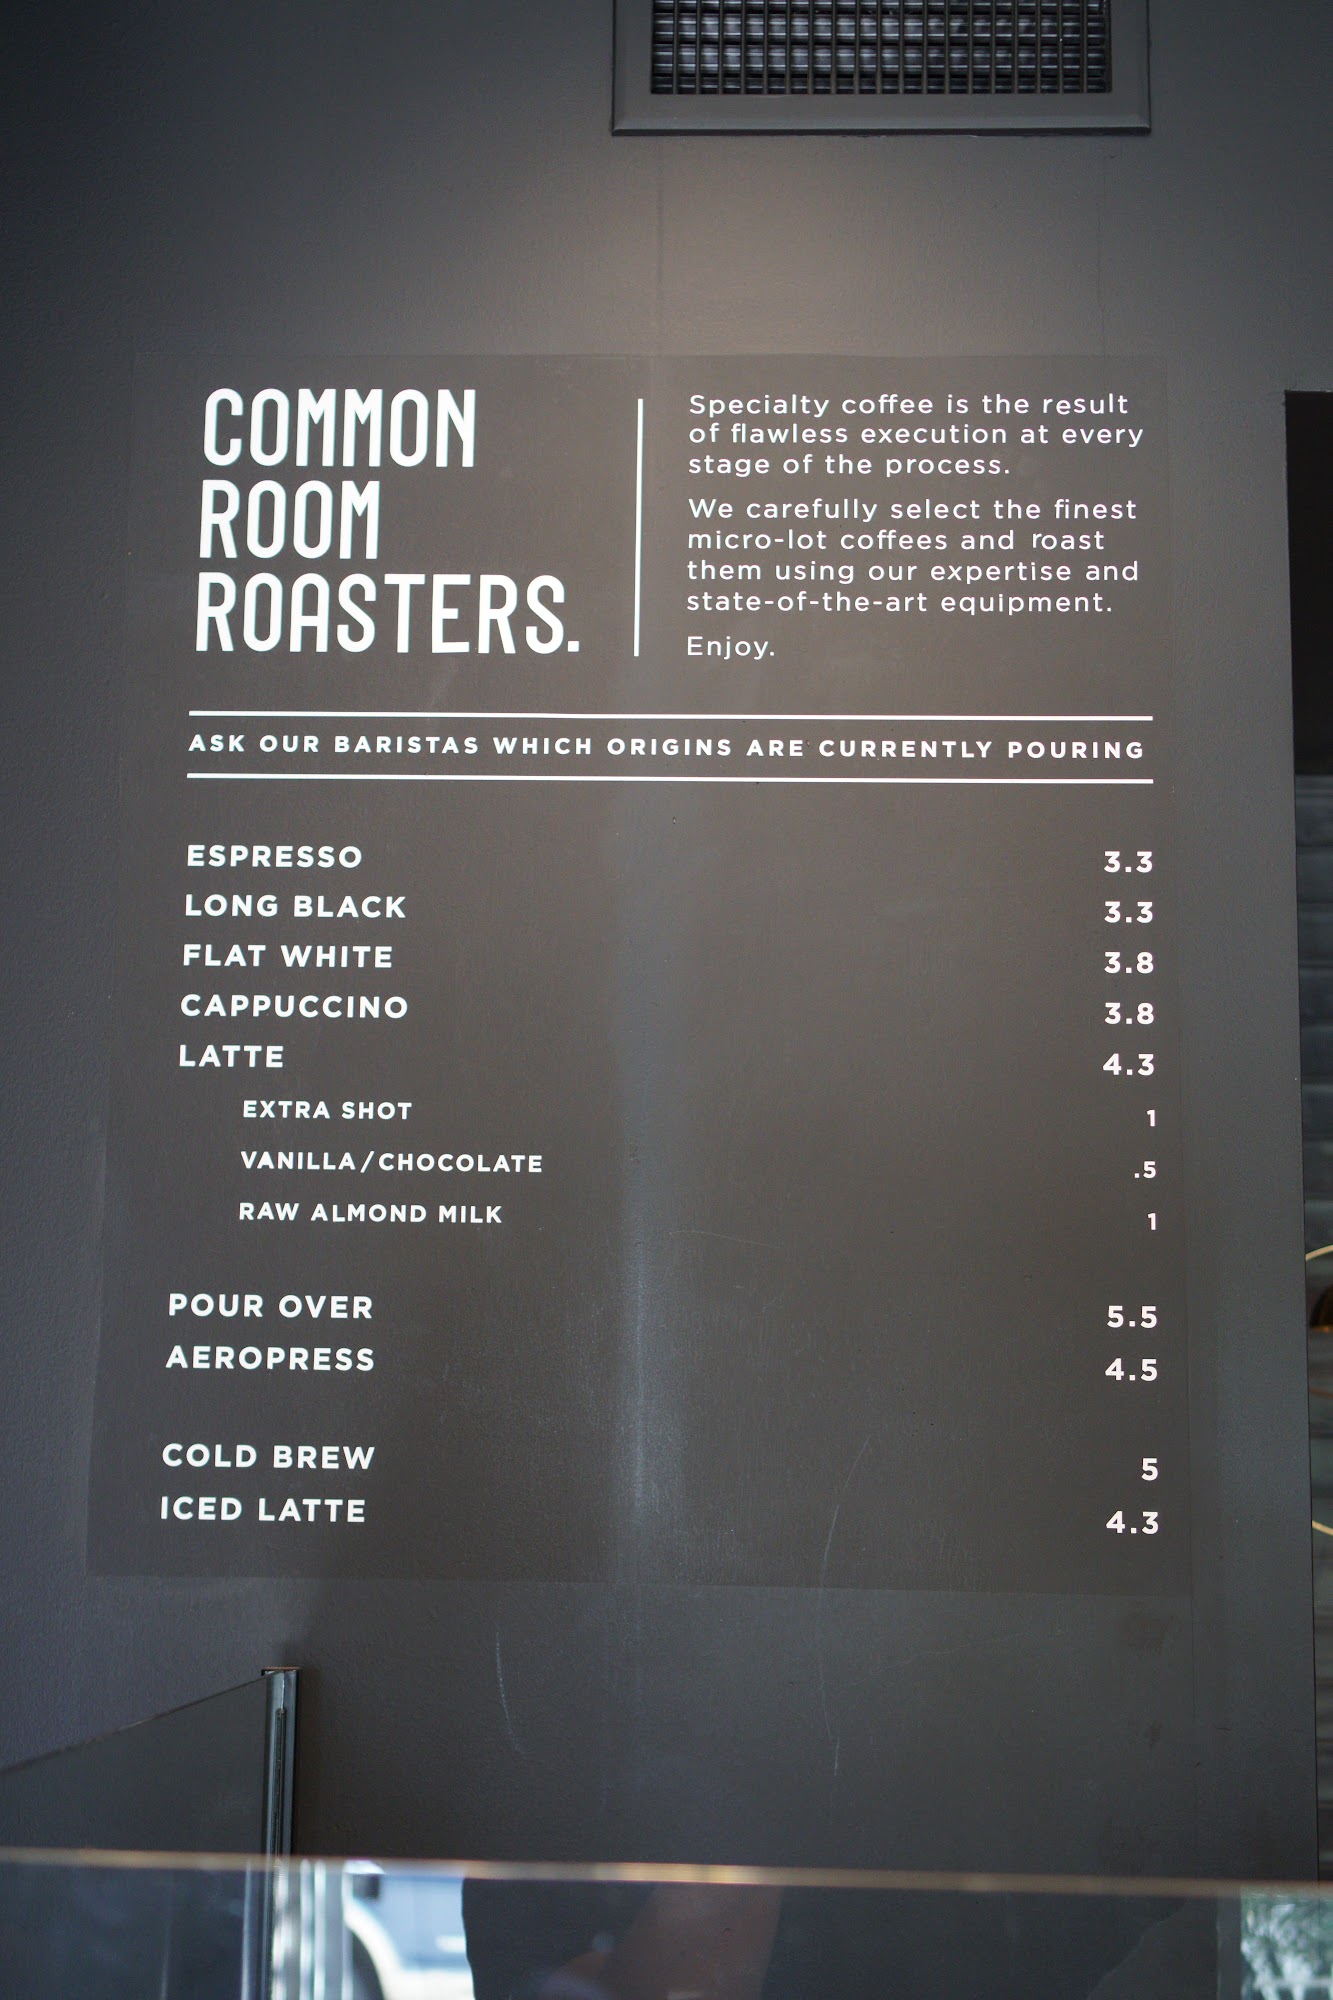 COMMON
ROOM
ROASTERS.
Specialty coffee is the result
of flawless execution at every
stage of the process.
We carefully select the finest
micro-lot coffees and roast
them using our expertise and
state-of-the-art equipment.
Enjoy.
ASK OUR BARISTAS WHICH ORIGINS ARE CURRENTLY POURING
ESPRESSO 3.3
LONG BLACK 3.3
FLAT WHITE 3.8
CAPPUCCINO 3.8
LATTE 4.3
EXTRA SHOT 1
VANILLA/CHOCOLATE .5
RAW ALMOND MILK 1
POUR OVER 5.5
AEROPRESS 4.5
COLD BREW 5
ICED LATTE 4.3